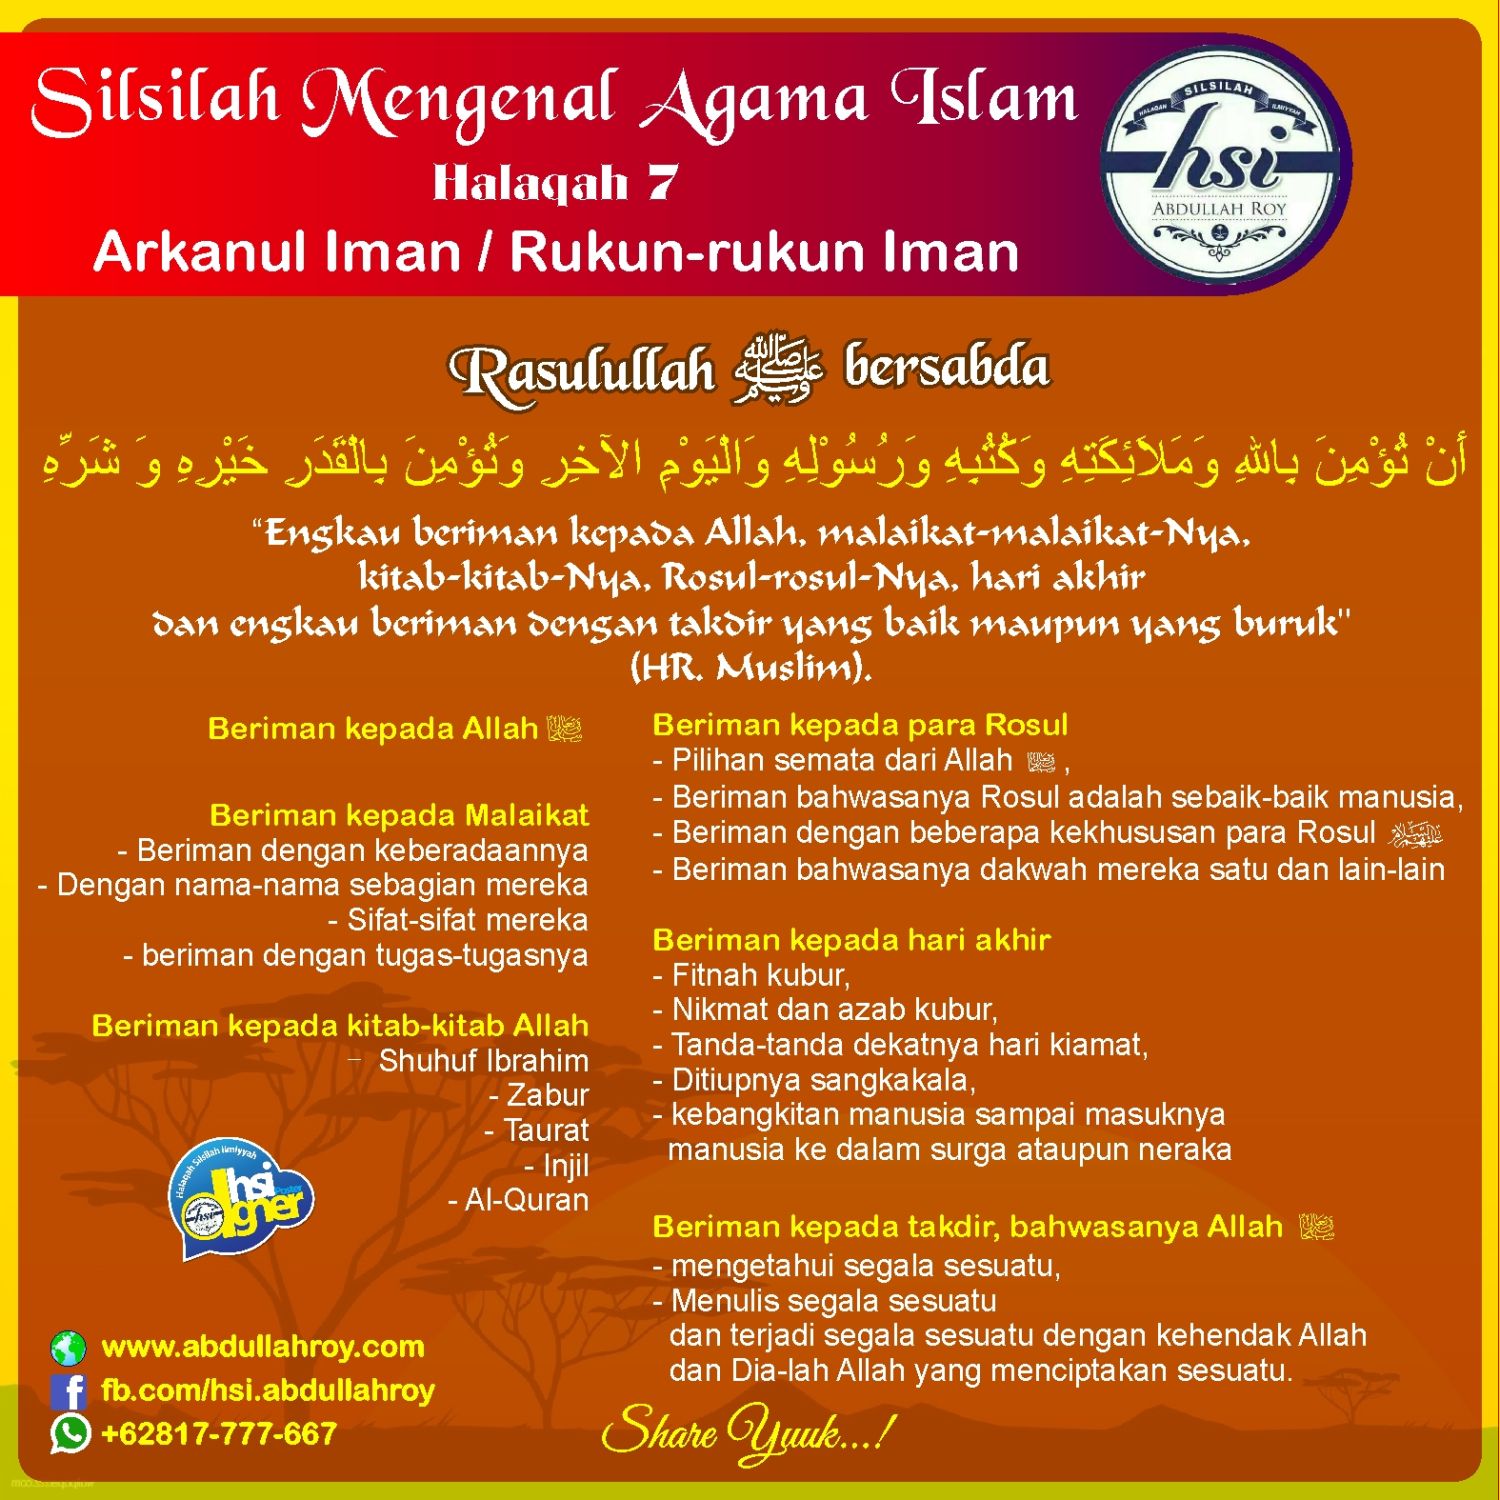 Silsilah Mengenal Agama Islam
Halaqah 7
Arkanul Iman / Rukun-rukun Iman
HALAQAH SILSILAH ILMIYYAH
hsi
ABDULLAH ROY
Rasulullah ﷺ bersabda
أَنْ تُؤْمِنَ بِاللهِ وَمَلاَئِكَتِهِ وَكُتُبِهِ وَرُسُوْلِهِ وَالْيَوْمِ الآخِرِ وَتُؤْمِنَ بِالْقَدَرِ خَيْرِهِ وَ شَرِّهِ
“Engkau beriman kepada Allah, malaikat-malaikat-Nya,
kitab-kitab-Nya, Rosul-rosul-Nya, hari akhir
dan engkau beriman dengan takdir yang baik maupun yang buruk"
(HR. Muslim).
Beriman kepada Allah
Beriman kepada Malaikat
- Beriman dengan keberadaannya
- Dengan nama-nama sebagian mereka
- Sifat-sifat mereka
- beriman dengan tugas-tugasnya
Beriman kepada kitab-kitab Allah
– Shuhuf Ibrahim
- Zabur
- Taurat
- Injil
- Al-Quran
Halaqah Silsilah Ilmiyyah
hsi
www.abdullahroy.com
fb.com/hsi.abdullahroy
+62817-777-667
Beriman kepada para Rosul
- Pilihan semata dari Allah ,
- Beriman bahwasanya Rosul adalah sebaik-baik manusia,
- Beriman dengan beberapa kekhususan para Rosul
- Beriman bahwasanya dakwah mereka satu dan lain-lain
Beriman kepada hari akhir
- Fitnah kubur,
- Nikmat dan azab kubur,
- Tanda-tanda dekatnya hari kiamat,
- Ditiupnya sangkakala,
- kebangkitan manusia sampai masuknya
manusia ke dalam surga ataupun neraka
Beriman kepada takdir, bahwasanya Allah
- mengetahui segala sesuatu,
- Menulis segala sesuatu
dan terjadi segala sesuatu dengan kehendak Allah
dan Dia-lah Allah yang menciptakan sesuatu.
Share Yuuk...!